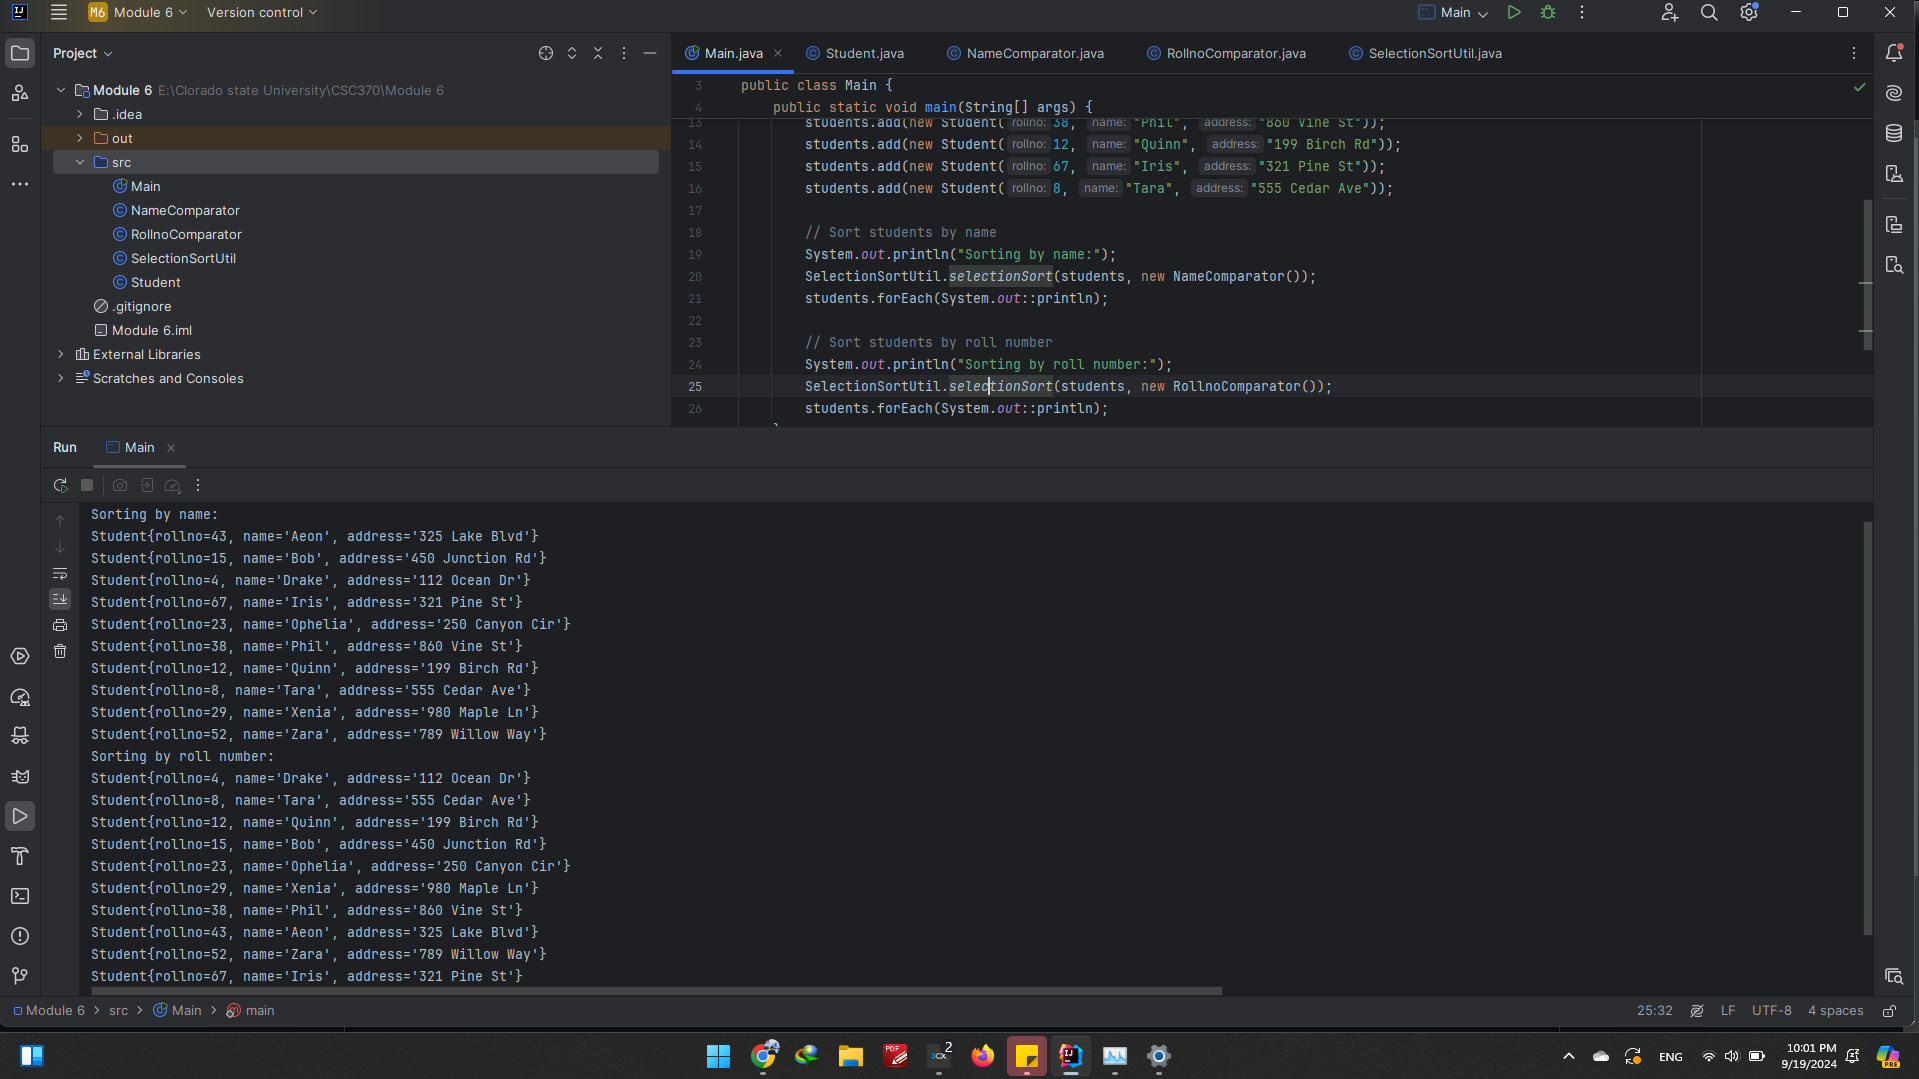 IJ M6 Module 6 Version control Main
Project
Main.java Student.java NameComparator.java RollnoComparator.java SelectionSortUtil.java
Module 6 E:\Clorado state University\CSC370\Module 6
.idea
out
src
Main
NameComparator
RollnoComparator
SelectionSortUtil
Student
.gitignore
Module 6.iml
External Libraries
Scratches and Consoles
3 public class Main {
4 public static void main(String[] args) {
13 students.add(new Student( rollno: 38, name: "Phil", address: "860 Vine St"));
14 students.add(new Student( rollno: 12, name: "Quinn", address: "199 Birch Rd"));
15 students.add(new Student( rollno: 67, name: "Iris", address: "321 Pine St"));
16 students.add(new Student( rollno: 8, name: "Tara", address: "555 Cedar Ave"));
17
18 // Sort students by name
19 System.out.println("Sorting by name:");
20 SelectionSortUtil.selectionSort(students, new NameComparator());
21 students.forEach(System.out::println);
22
23 // Sort students by roll number
24 System.out.println("Sorting by roll number:");
25 SelectionSortUtil.selectionSort(students, new RollnoComparator());
26 students.forEach(System.out::println);
Run Main
Sorting by name:
Student{rollno=43, name='Aeon', address='325 Lake Blvd'}
Student{rollno=15, name='Bob', address='450 Junction Rd'}
Student{rollno=4, name='Drake', address='112 Ocean Dr'}
Student{rollno=67, name='Iris', address='321 Pine St'}
Student{rollno=23, name='Ophelia', address='250 Canyon Cir'}
Student{rollno=38, name='Phil', address='860 Vine St'}
Student{rollno=12, name='Quinn', address='199 Birch Rd'}
Student{rollno=8, name='Tara', address='555 Cedar Ave'}
Student{rollno=29, name='Xenia', address='980 Maple Ln'}
Student{rollno=52, name='Zara', address='789 Willow Way'}
Sorting by roll number:
Student{rollno=4, name='Drake', address='112 Ocean Dr'}
Student{rollno=8, name='Tara', address='555 Cedar Ave'}
Student{rollno=12, name='Quinn', address='199 Birch Rd'}
Student{rollno=15, name='Bob', address='450 Junction Rd'}
Student{rollno=23, name='Ophelia', address='250 Canyon Cir'}
Student{rollno=29, name='Xenia', address='980 Maple Ln'}
Student{rollno=38, name='Phil', address='860 Vine St'}
Student{rollno=43, name='Aeon', address='325 Lake Blvd'}
Student{rollno=52, name='Zara', address='789 Willow Way'}
Student{rollno=67, name='Iris', address='321 Pine St'}
Module 6 > src > Main > main 25:32 LF UTF-8 4 spaces
PDF 3CX 2 IJ ENG 10:01 PM
9/19/2024 PRE